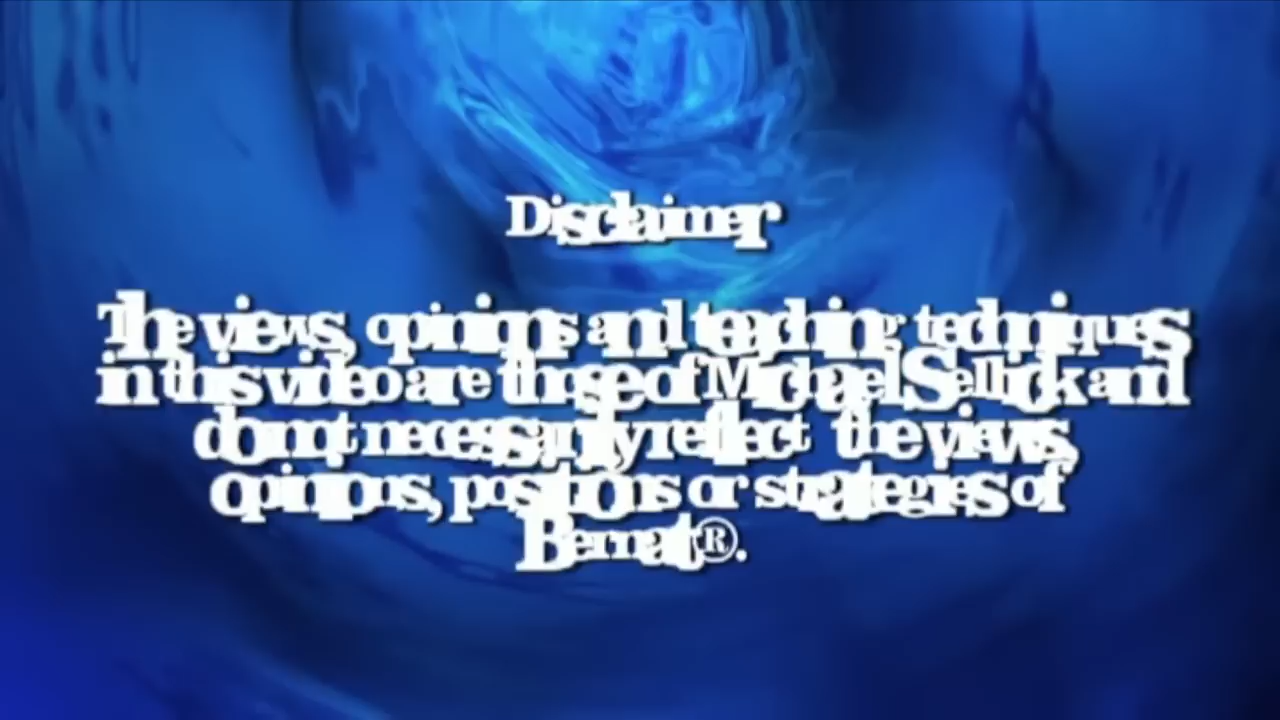 Disclaimer
The views, opinions and teaching techniques
in this video are those of Michael Sellick and
do not necessarily reflect the views,
opinions, positions or strategies of
Bernat®.